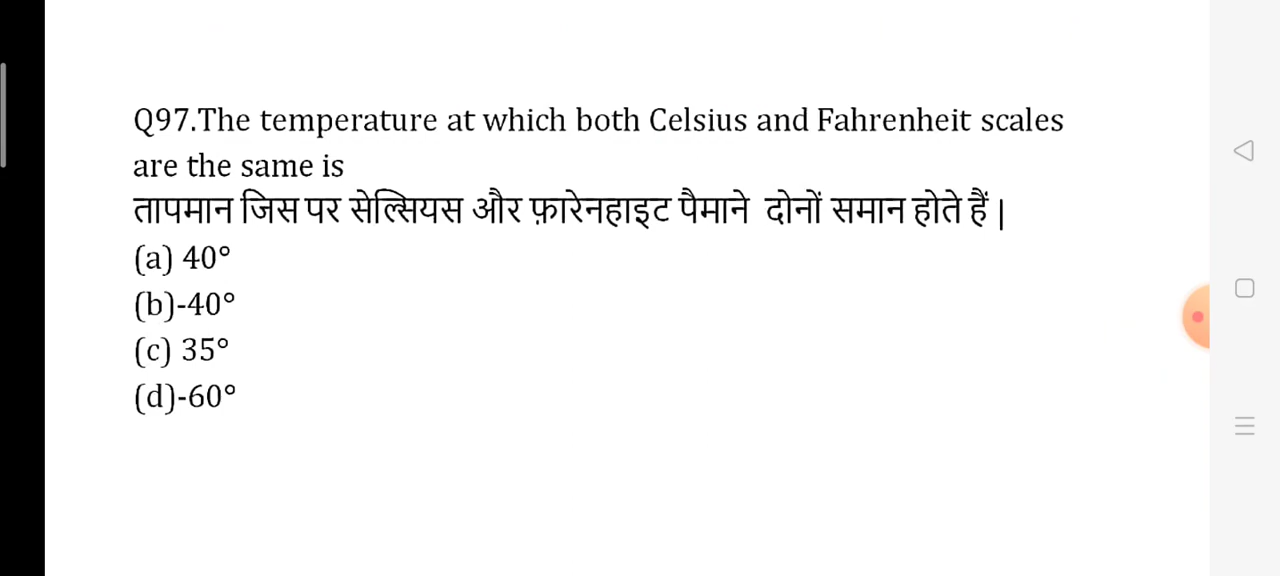 Q97.The temperature at which both Celsius and Fahrenheit scales
are the same is
तापमान जिस पर सेल्सियस और फ़ारेनहाइट पैमाने दोनों समान होते हैं |
(a) 40°
(b)-40°
(c) 35°
(d)-60°